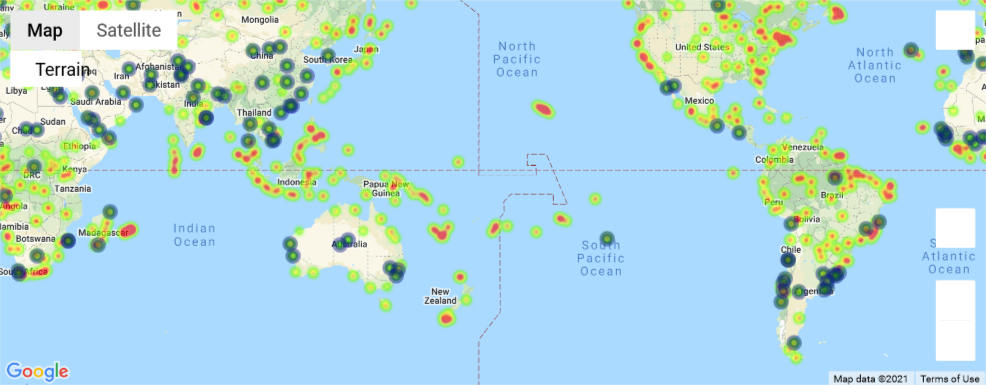 Ukraine
Map
Satellite
Terrain
Mongolia
Japan
China
South Korea
Iran
Afghanistan
Libya
Saudi Arabia
India
Thailand
Sudan
Ethiopia
DRC
Kenya
Tanzania
Indonesia
Papua New
Guinea
Angola
Botswana
Madagascar
South Africa
Indian
Ocean
Australia
New
Zealand
North
Pacific
Ocean
South
Pacific
Ocean
United States
Mexico
North
Atlantic
Ocean
Venezuela
Colombia
Brazil
Peru
Bolivia
Chile
Argentina
Atlantic
Ocean
Google
Map data ©2021
Terms of Use